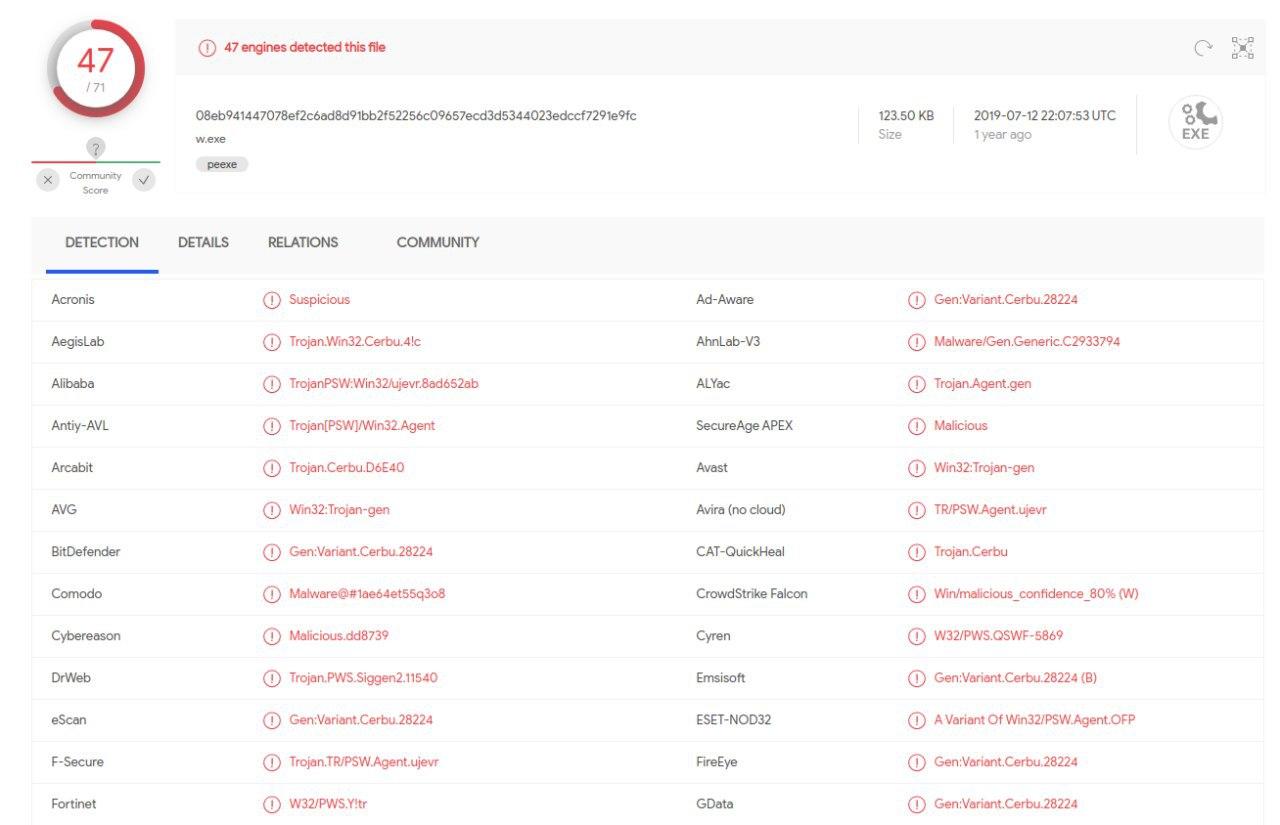 47
/ 71
?
Community
Score
47 engines detected this file
08eb941447078ef2c6ad8d91bb2f52256c09657ecd3d5344023edccf7291e9fc
w.exe
peexe
123.50 KB
Size
2019-07-12 22:07:53 UTC
1 year ago
EXE
DETECTION DETAILS RELATIONS COMMUNITY
Acronis Suspicious Ad-Aware Gen:Variant.Cerbu.28224
AegisLab Trojan.Win32.Cerbu.4!c AhnLab-V3 Malware/Gen.Generic.C2933794
Alibaba TrojanPSW:Win32/ujevr.8ad652ab ALYac Trojan.Agent.gen
Antiy-AVL Trojan[PSW]/Win32.Agent SecureAge APEX Malicious
Arcabit Trojan.Cerbu.D6E40 Avast Win32:Trojan-gen
AVG Win32:Trojan-gen Avira (no cloud) TR/PSW.Agent.ujevr
BitDefender Gen:Variant.Cerbu.28224 CAT-QuickHeal Trojan.Cerbu
Comodo Malware@#1ae64et55q3o8 CrowdStrike Falcon Win/malicious_confidence_80% (W)
Cybereason Malicious.dd8739 Cyren W32/PWS.QSWF-5869
DrWeb Trojan.PWS.Siggen2.11540 Emsisoft Gen:Variant.Cerbu.28224 (B)
eScan Gen:Variant.Cerbu.28224 ESET-NOD32 A Variant Of Win32/PSW.Agent.OFP
F-Secure Trojan.TR/PSW.Agent.ujevr FireEye Gen:Variant.Cerbu.28224
Fortinet W32/PWS.Y!tr GData Gen:Variant.Cerbu.28224